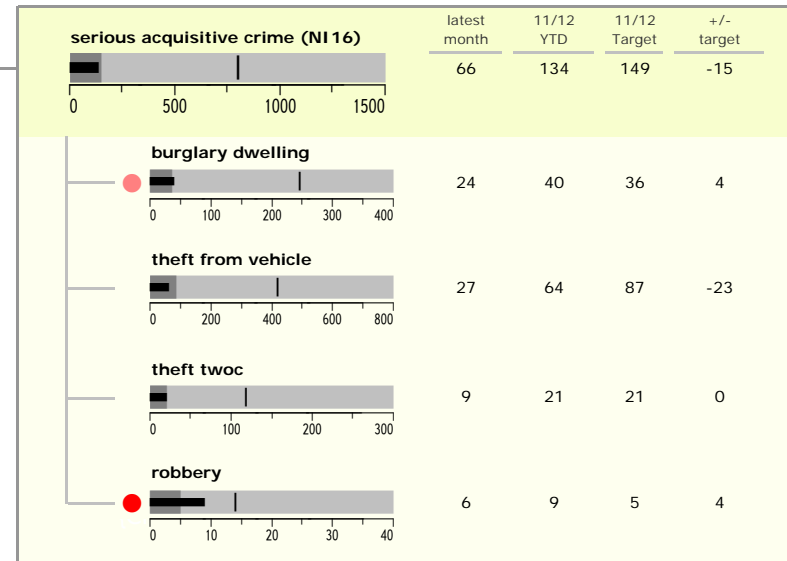 latest 11/12 11/12 +/-
serious acquisitive crime (NI16) month YTD Target target
66 134 149 -15
0 500 1000 1500
burglary dwelling
24 40 36 4
0 100 200 300 400
theft from vehicle
27 64 87 -23
0 200 400 600 800
theft twoc
9 21 21 0
0 100 200 300
robbery
6 9 5 4
0 10 20 30 40